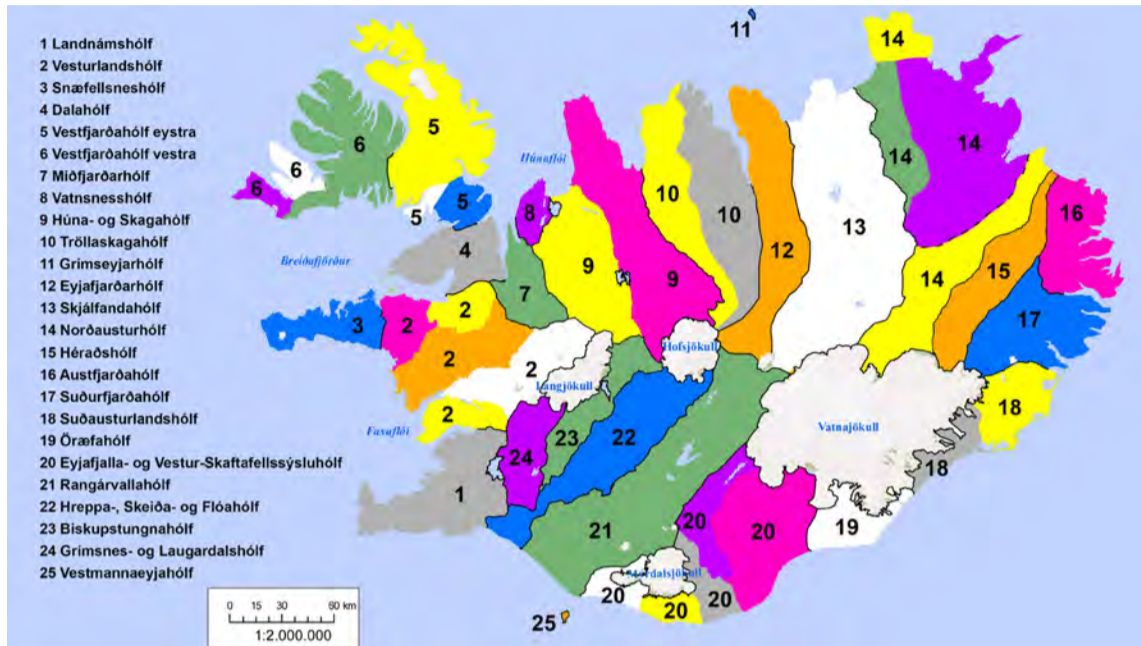 1 Landnámshólf
2 Vesturlandshólf
3 Snæfellsneshólf
4 Dalahólf
5 Vestfjarðahólf eystra
6 Vestfjarðahólf vestra
7 Miðfjarðarhólf
8 Vatnsnesshólf
9 Húna- og Skagahólf
10 Tröllaskagahólf
11 Grímseyjarhólf
12 Eyjafjarðarhólf
13 Skjálfandahólf
14 Norðausturhólf
15 Héraðshólf
16 Austfjarðahólf
17 Suðurfjarðahólf
18 Suðausturlandshólf
19 Öræfahólf
20 Eyjafjalla- og Vestur-Skaftafellssýsluhólf
21 Rangárvallahólf
22 Hreppa-, Skeiða- og Flóahólf
23 Biskupstungnahólf
24 Grímsnes- og Laugardalshólf
25 Vestmannaeyjahólf
0 15 30 60 km
1:2.000.000
11
14
5
6
14
6
Húnaflói
14
6
5
8
10
10
13
16
5
4
12
Breiðafjörður
9
9
14
15
7
2
3
2
17
Hofsjökull
2
2
Langjökull
18
2
Vatnajökull
Faxaflói
23
22
24
18
1
20
20
19
21
Mýrdalsjökull
20
20
20
25